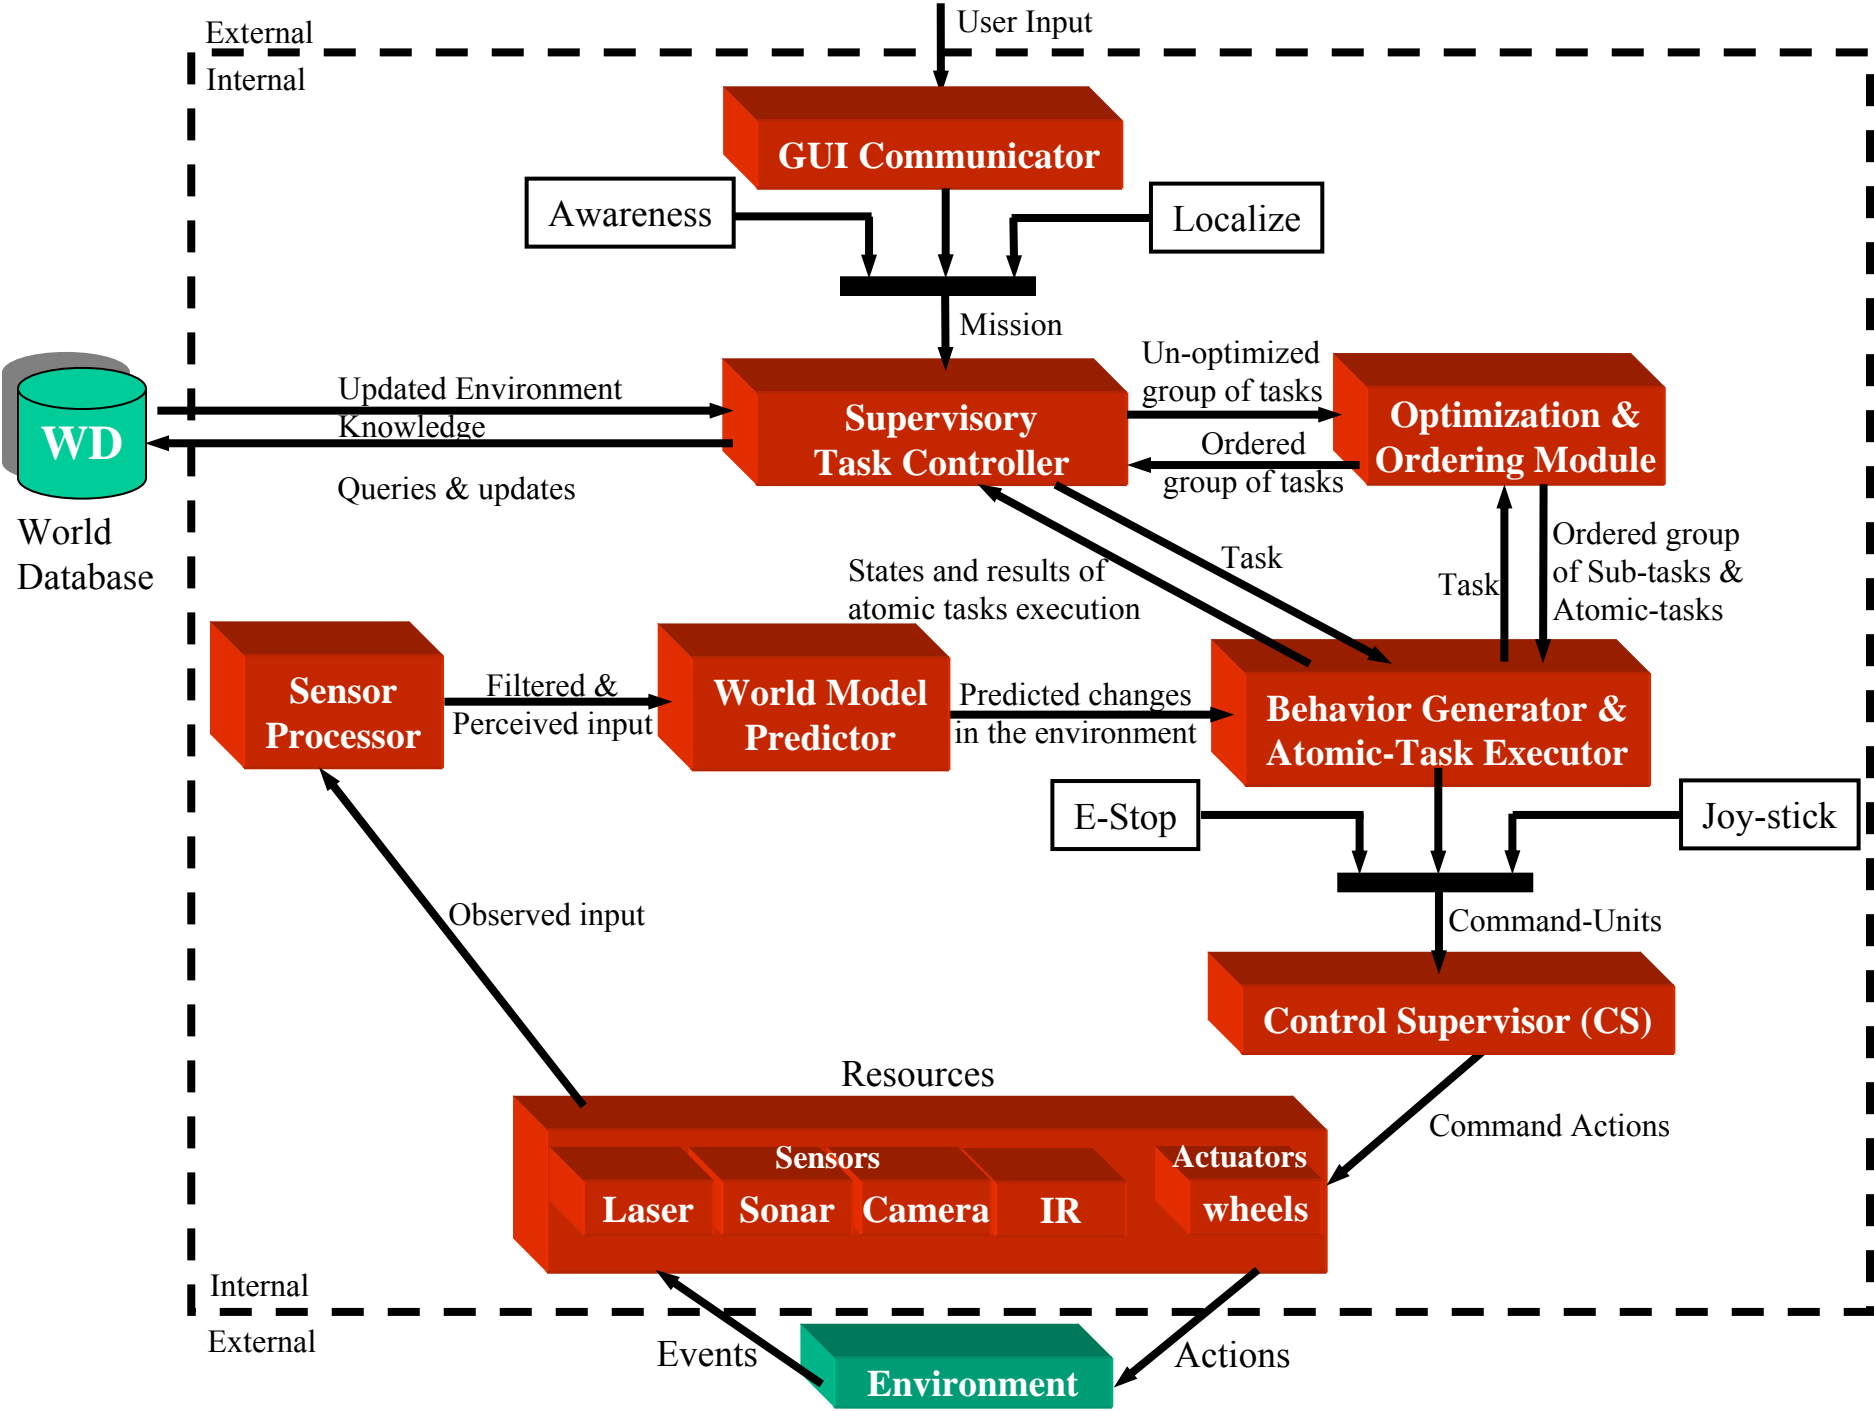 User Input
External
Internal
GUI Communicator
Awareness
Localize
Mission
Un-optimized
group of tasks
Updated Environment
Knowledge
Queries & updates
WD
World
Database
Supervisory
Task Controller
Optimization &
Ordering Module
Ordered
group of tasks
Task
States and results of
atomic tasks execution
Task
Ordered group
of Sub-tasks &
Atomic-tasks
Sensor
Processor
Filtered &
Perceived input
World Model
Predictor
Predicted changes
in the environment
Behavior Generator &
Atomic-Task Executor
E-Stop
Joy-stick
Observed input
Command-Units
Control Supervisor (CS)
Resources
Command Actions
Sensors
Actuators
Laser
Sonar
Camera
IR
wheels
Internal
External
Events
Actions
Environment